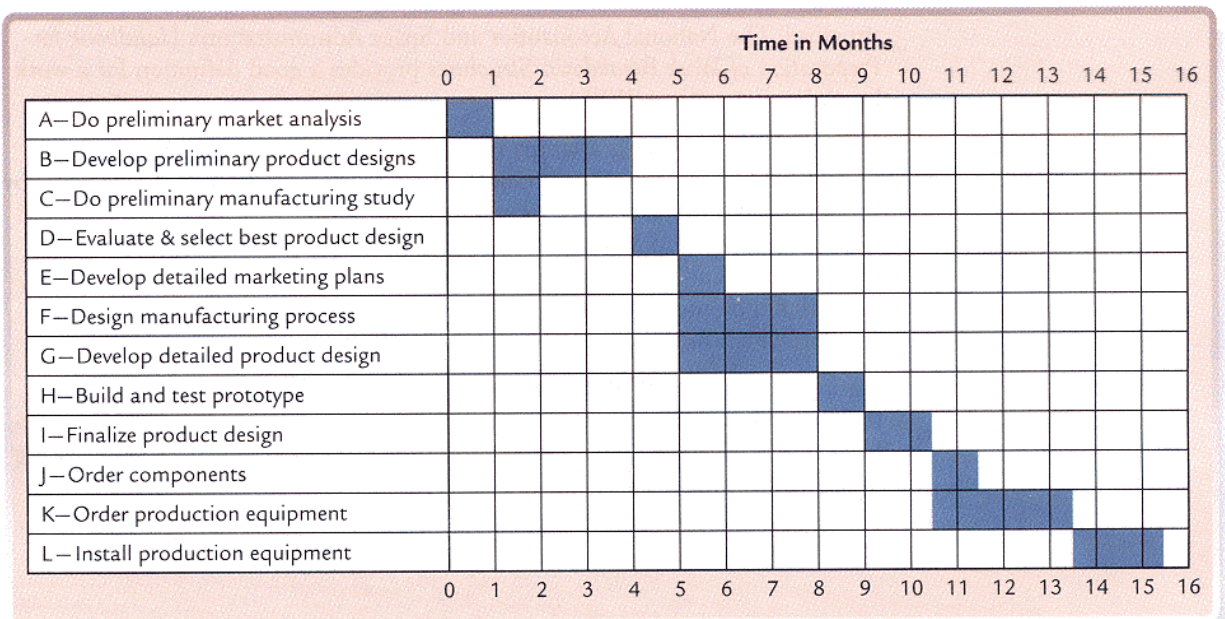 Time in Months
0 1 2 3 4 5 6 7 8 9 10 11 12 13 14 15 16
A—Do preliminary market analysis
B—Develop preliminary product designs
C—Do preliminary manufacturing study
D—Evaluate & select best product design
E—Develop detailed marketing plans
F—Design manufacturing process
G—Develop detailed product design
H—Build and test prototype
I—Finalize product design
J—Order components
K—Order production equipment
L—Install production equipment
0 1 2 3 4 5 6 7 8 9 10 11 12 13 14 15 16